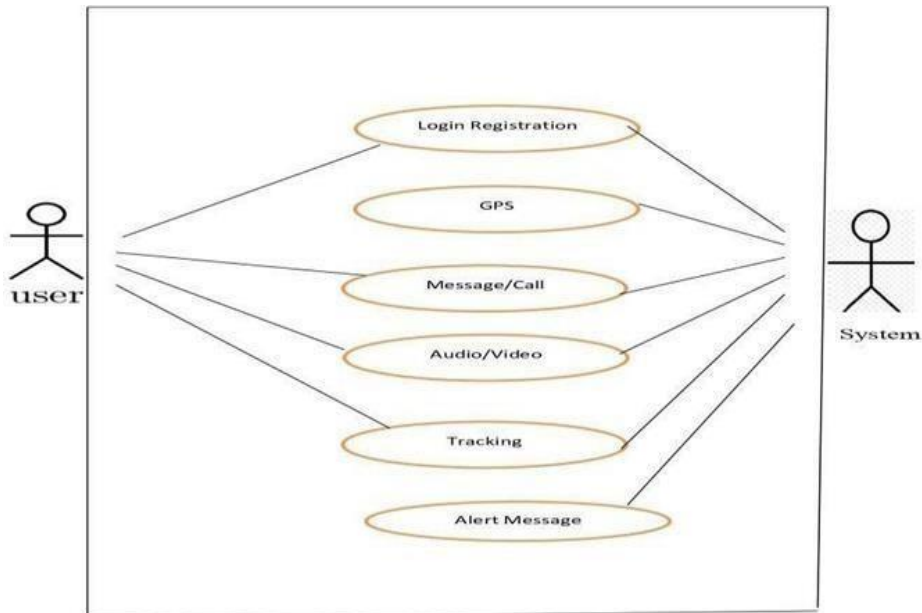 Login Registration
GPS
user
Message/Call
System
Audio/Video
Tracking
Alert Message